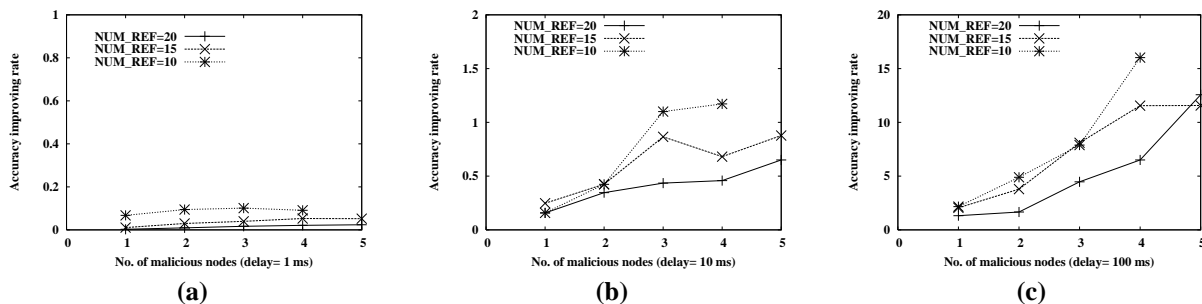 1
0.8
0.6
0.4
0.2
0
Accuracy improving rate
NUM_REF=20
NUM_REF=15
NUM_REF=10
0 1 2 3 4 5
No. of malicious nodes (delay= 1 ms)
(a)
2
1.5
1
0.5
0
Accuracy improving rate
NUM_REF=20
NUM_REF=15
NUM_REF=10
0 1 2 3 4 5
No. of malicious nodes (delay= 10 ms)
(b)
20
15
10
5
0
Accuracy improving rate
NUM_REF=20
NUM_REF=15
NUM_REF=10
0 1 2 3 4 5
No. of malicious nodes (delay= 100 ms)
(c)